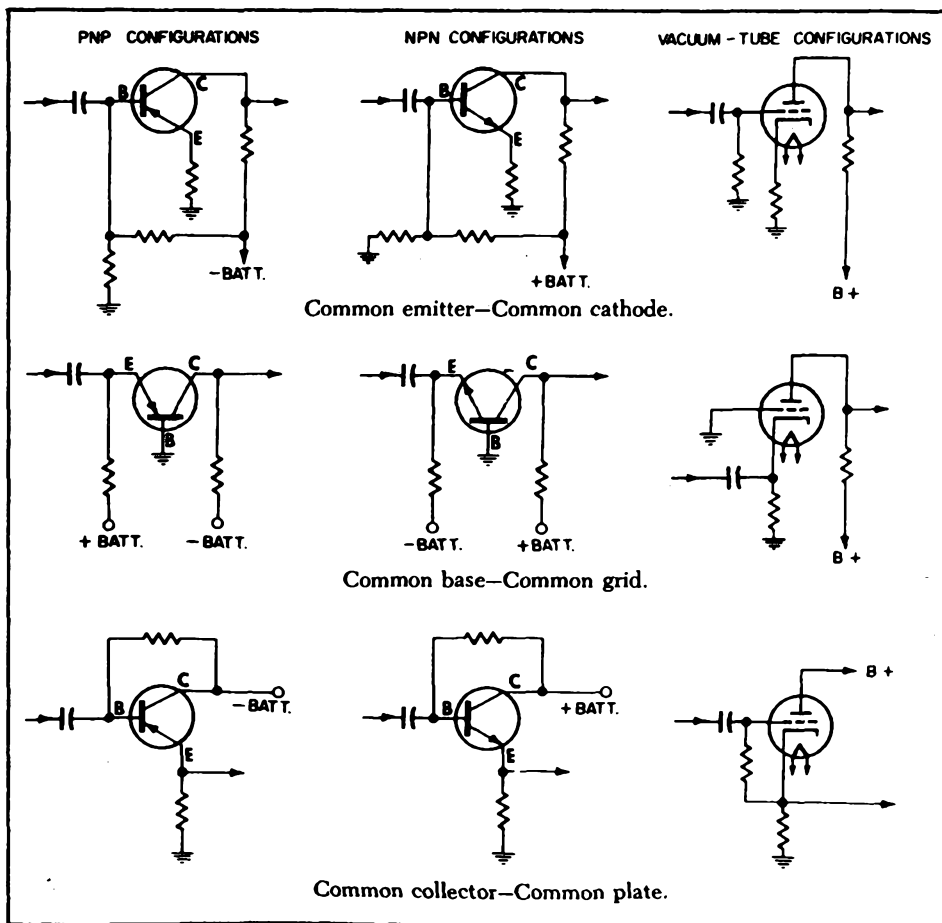 PNP CONFIGURATIONS NPN CONFIGURATIONS VACUUM-TUBE CONFIGURATIONS
B C E
-BATT.
B C E
+BATT.
B+
Common emitter—Common cathode.
E C B
+ BATT. -BATT.
E C B
-BATT. +BATT.
B+
Common base—Common grid.
B C E
-BATT.
B C E
+BATT.
B+
Common collector—Common plate.